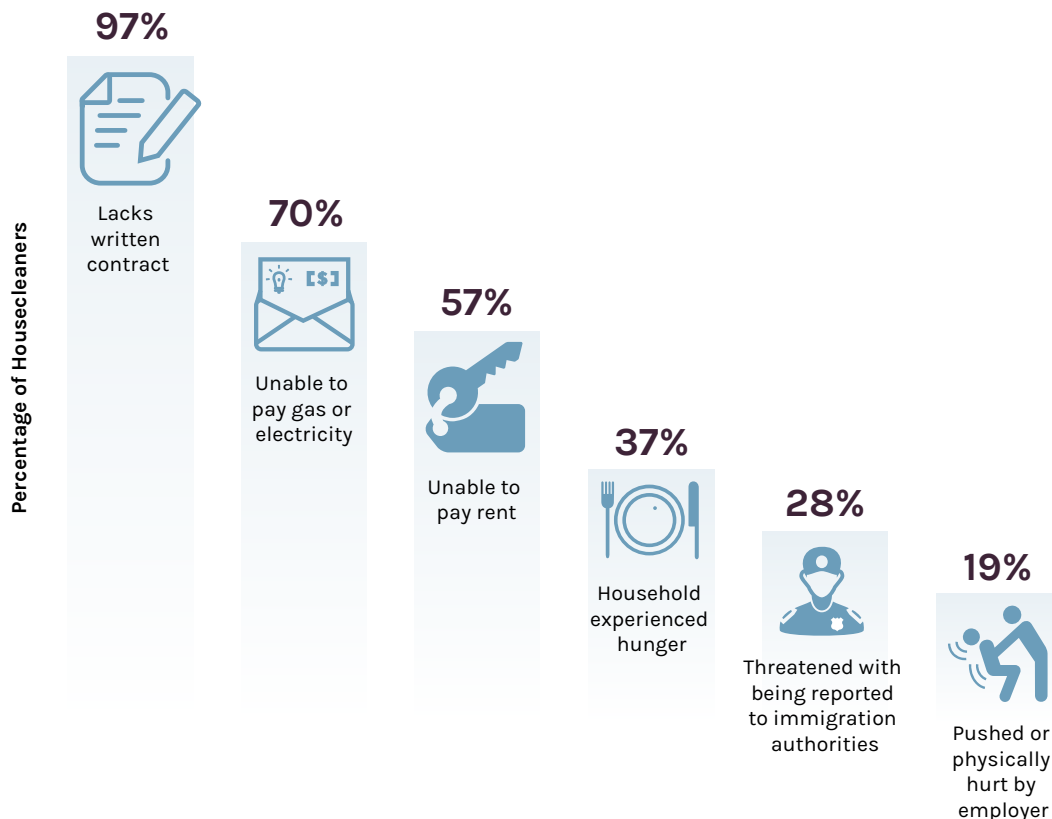 97%
Lacks
written
contract
70%
[$]
Unable to
pay gas or
electricity
57%
Unable to
pay rent
37%
Household
experienced
hunger
28%
Threatened with
being reported
to immigration
authorities
19%
Pushed or
physically
hurt by
employer
Percentage of Housecleaners